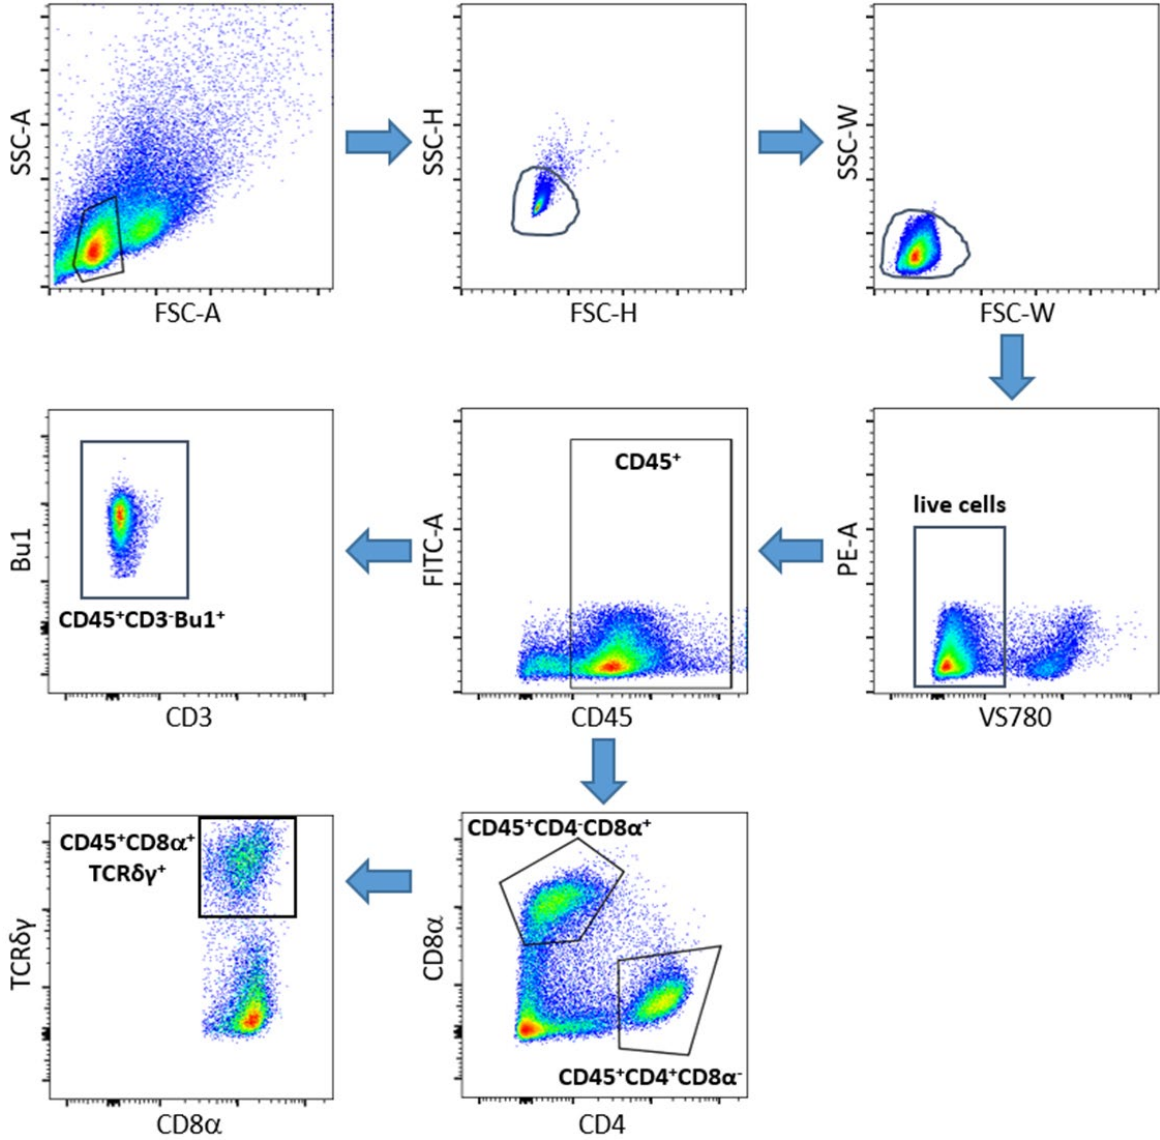 SSC-A
FSC-A
SSC-H
FSC-H
SSC-W
FSC-W
Bu1
CD45⁺CD3⁻Bu1⁺
CD3
FITC-A
CD45⁺
CD45
PE-A
live cells
VS780
TCRδγ
CD45⁺CD8α⁺
TCRδγ⁺
CD8α
CD8α
CD45⁺CD4⁻CD8α⁺
CD45⁺CD4⁺CD8α⁻
CD4